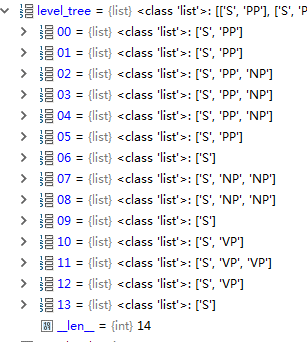 level_tree = {list} <class 'list'>: [['S', 'PP'], ['S', 'P
00 = {list} <class 'list'>: ['S', 'PP']
01 = {list} <class 'list'>: ['S', 'PP']
02 = {list} <class 'list'>: ['S', 'PP', 'NP']
03 = {list} <class 'list'>: ['S', 'PP', 'NP']
04 = {list} <class 'list'>: ['S', 'PP', 'NP']
05 = {list} <class 'list'>: ['S', 'PP']
06 = {list} <class 'list'>: ['S']
07 = {list} <class 'list'>: ['S', 'NP', 'NP']
08 = {list} <class 'list'>: ['S', 'NP', 'NP']
09 = {list} <class 'list'>: ['S']
10 = {list} <class 'list'>: ['S', 'VP']
11 = {list} <class 'list'>: ['S', 'VP', 'VP']
12 = {list} <class 'list'>: ['S', 'VP']
13 = {list} <class 'list'>: ['S']
__len__ = {int} 14